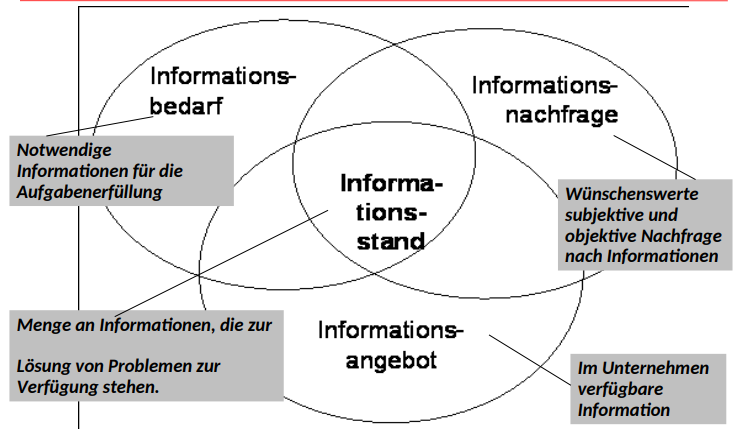 Informations-
bedarf
Informations-
nachfrage
Notwendige
Informationen für die
Aufgabenerfüllung
Informa-
tions-
stand
Wünschenswerte
subjektive und
objektive Nachfrage
nach Informationen
Menge an Informationen, die zur
Lösung von Problemen zur
Verfügung stehen.
Informations-
angebot
Im Unternehmen
verfügbare
Information